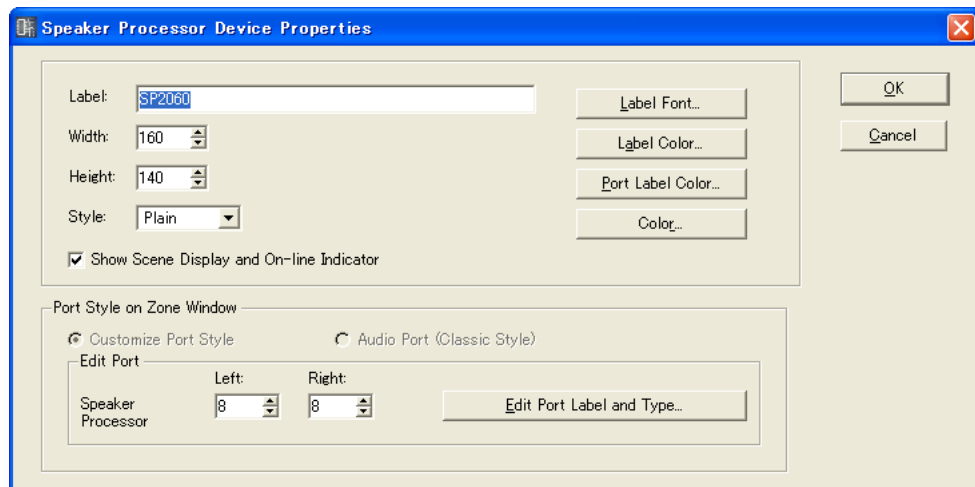 Speaker Processor Device Properties
Label: SP2060
Label Font...
OK
Width: 160
Label Color...
Cancel
Height: 140
Port Label Color...
Style: Plain
Color...
Show Scene Display and On-line Indicator
Port Style on Zone Window
Customize Port Style
Audio Port (Classic Style)
Edit Port
Left: Right:
Speaker
Processor
8 8
Edit Port Label and Type...